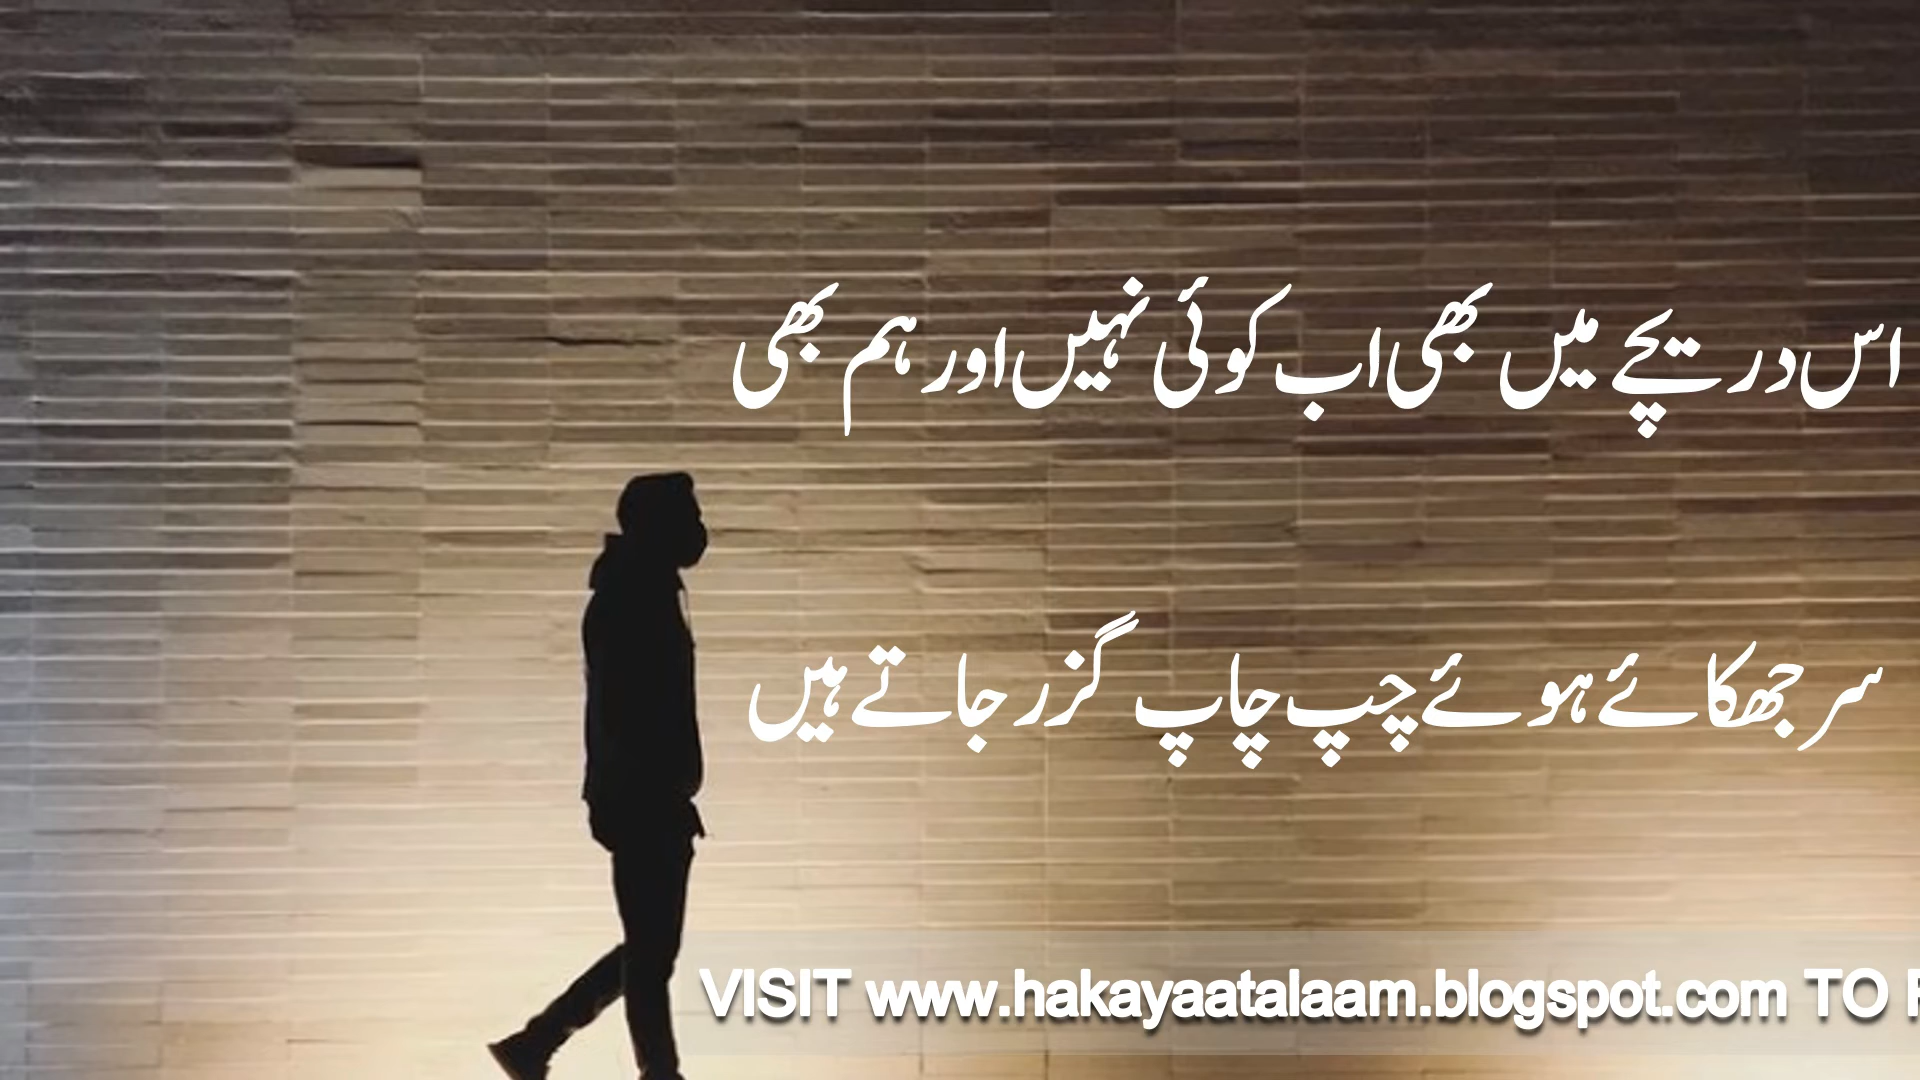 اس دریچے میں بھی اب کوئی نہیں اور ہم بھی
سر جھکائے ہوئے چپ چاپ گزر جاتے ہیں
VISIT www.hakayaatalaam.blogspot.com TO